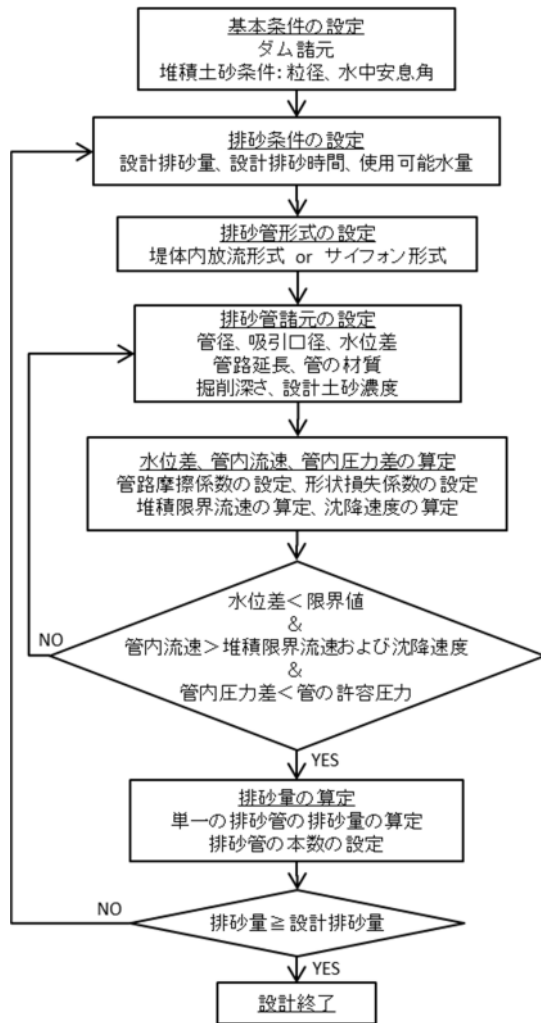 基本条件の設定
ダム諸元
堆積土砂条件：粒径、水中安息角
排砂条件の設定
設計排砂量、設計排砂時間、使用可能水量
排砂管形式の設定
堤体内放流形式 or サイフォン形式
排砂管諸元の設定
管径、吸引口径、水位差
管路延長、管の材質
掘削深さ、設計土砂濃度
水位差、管内流速、管内圧力差の算定
管路摩擦係数の設定、形状損失係数の設定
堆積限界流速の算定、沈降速度の算定
水位差＜限界値
&
管内流速＞堆積限界流速および沈降速度
&
管内圧力差＜管の許容圧力
NO
YES
排砂量の算定
単一の排砂管の排砂量の算定
排砂管の本数の設定
NO
排砂量≧設計排砂量
YES
設計終了